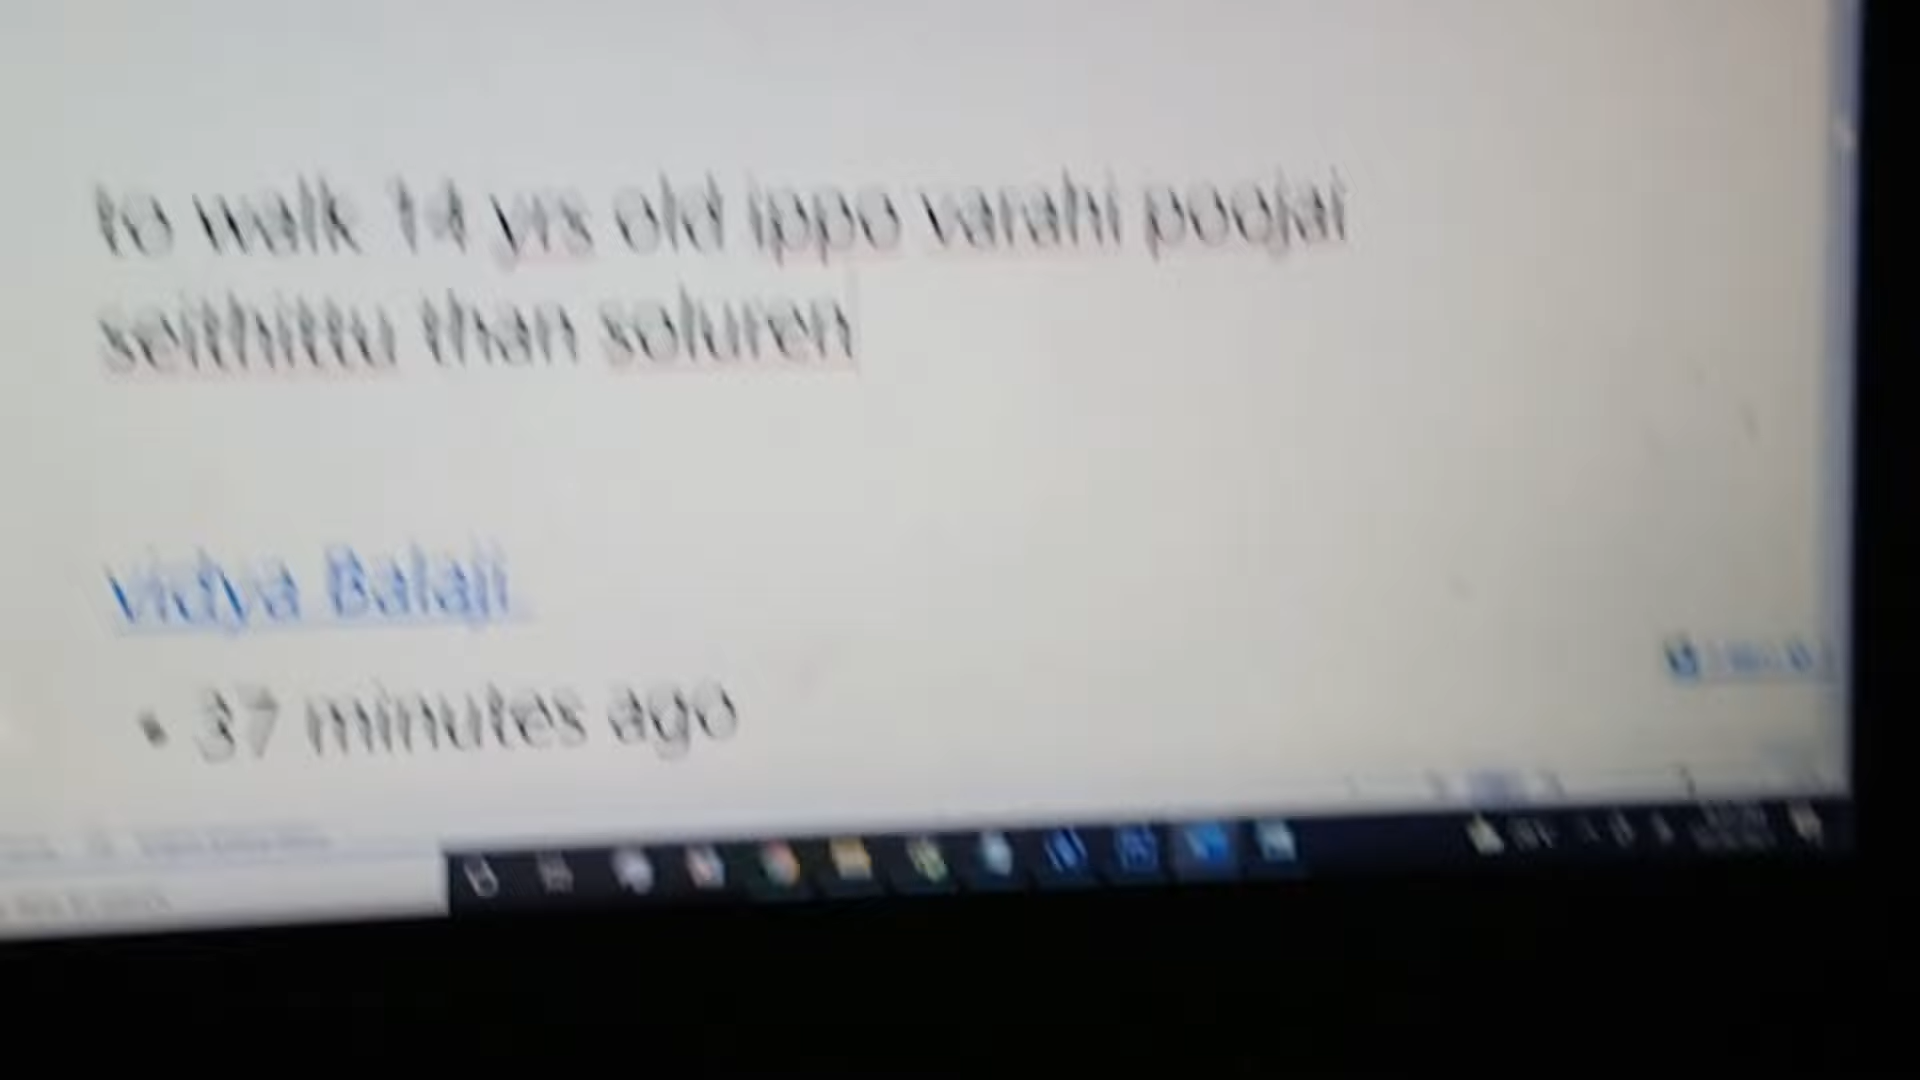 to walk 14 yrs old ippo varahi poojai
seithittu than soluren
Vidya Balaji
• 37 minutes ago